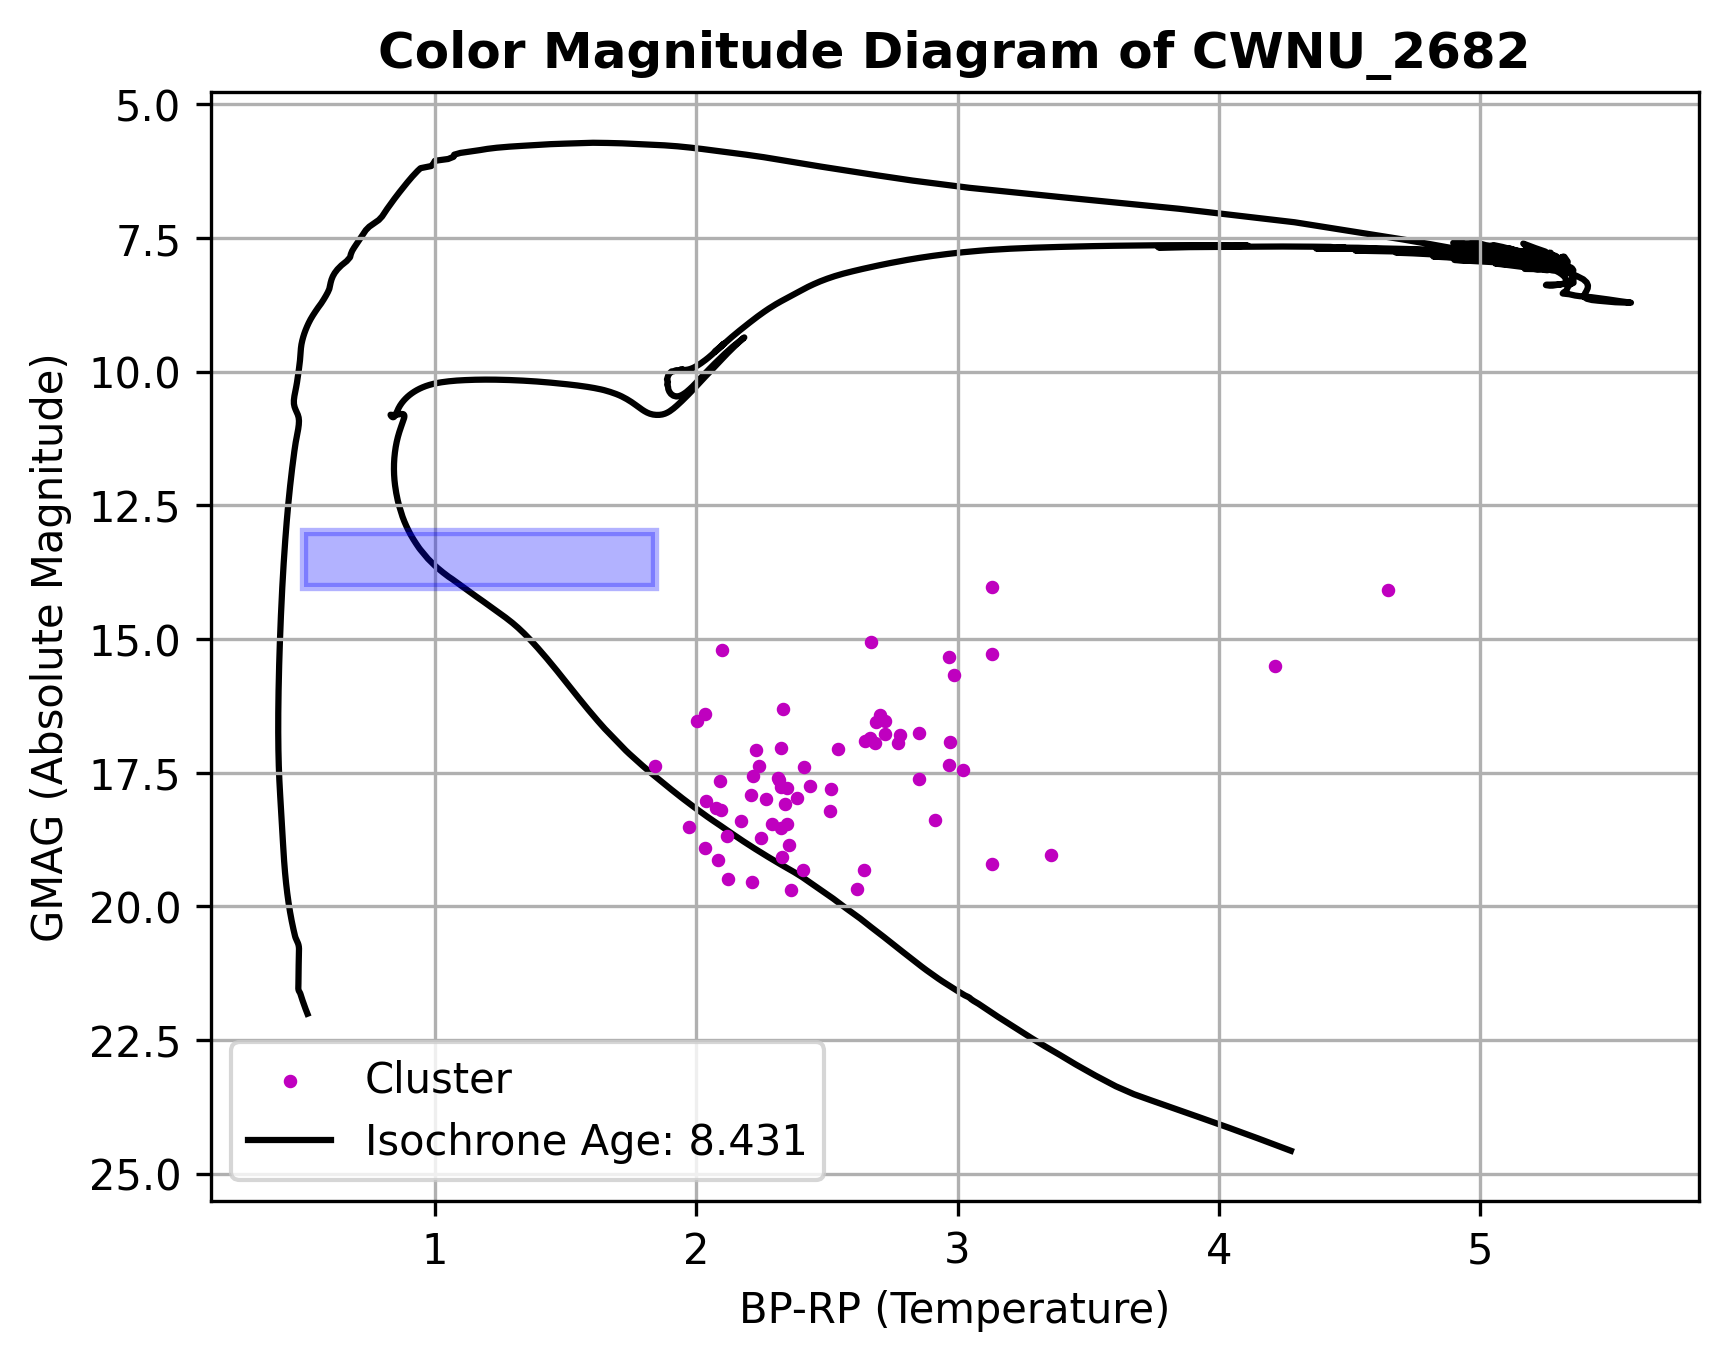 Color Magnitude Diagram of CWNU_2682
GMAG (Absolute Magnitude)
5.0
7.5
10.0
12.5
15.0
17.5
20.0
22.5
25.0
Cluster
Isochrone Age: 8.431
1 2 3 4 5
BP-RP (Temperature)